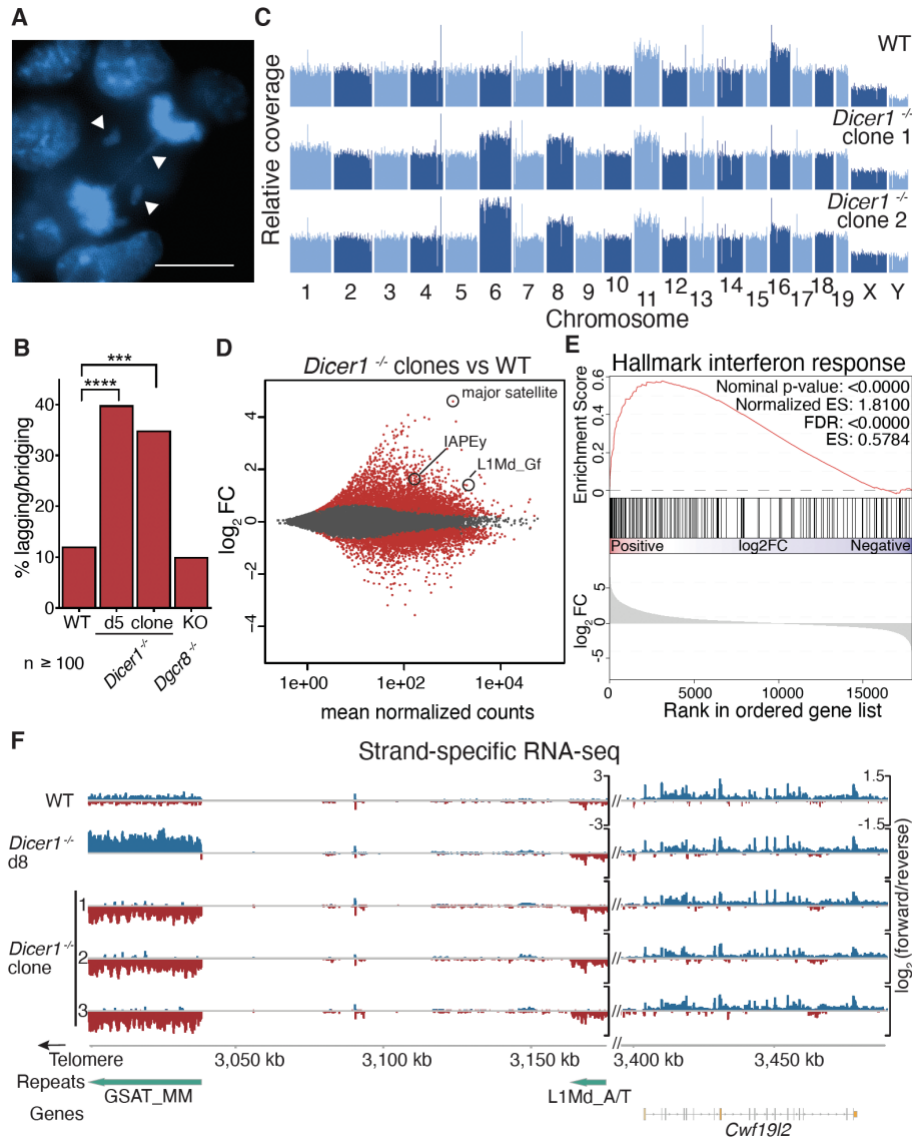 A
C
WT
Dicer1 -/-
clone 1
Dicer1 -/-
clone 2
Relative coverage
1 2 3 4 5 6 7 8 9 10 11 12 13 14 15 16 17 18 19 X Y
Chromosome
B
*** 
****
% lagging/bridging
40
30
20
10
0
WT d5 clone KO
Dicer1-/-
Dgcr8-/-
n ≥ 100
D
Dicer1 -/- clones vs WT
major satellite
IAPEy
L1Md_Gf
log2 FC
4
2
0
-2
-4
1e+00 1e+02 1e+04
mean normalized counts
E
Hallmark interferon response
Nominal p-value: <0.0000
Normalized ES: 1.8100
FDR: <0.0000
ES: 0.5784
Enrichment Score
0.6
0.4
0.2
0
Positive log2FC Negative
log2 FC
5
0
-5
0 5000 10000 15000
Rank in ordered gene list
F
Strand-specific RNA-seq
WT
3
-3
1.5
-1.5
//
Dicer1-/-
d8
//
Dicer1-/-
clone
1
//
2
//
3
//
log2 (forward/reverse)
Telomere 3,050 kb 3,100 kb 3,150 kb // 3,400 kb 3,450 kb
Repeats
GSAT_MM
L1Md_A/T
Genes
Cwf19l2